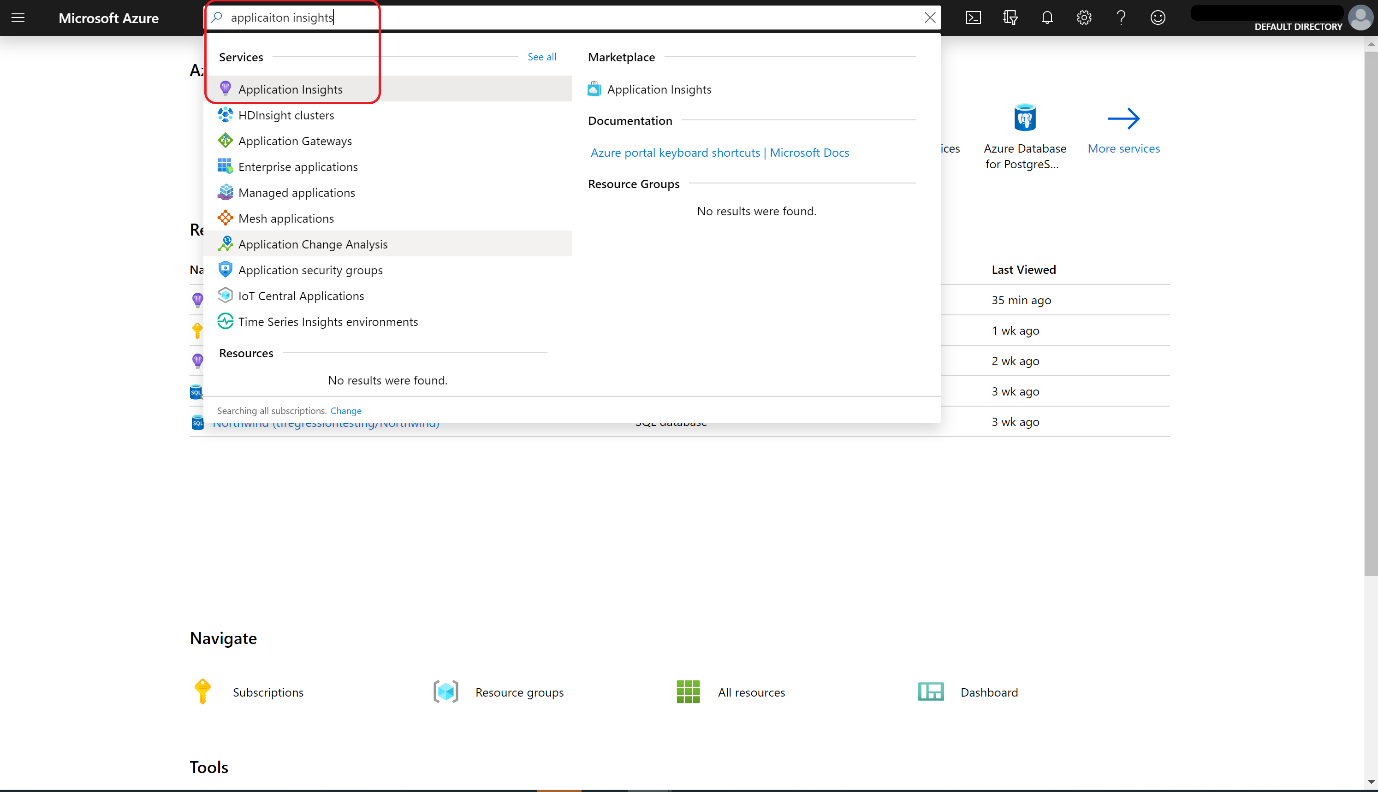 Microsoft Azure
applicaiton insights
DEFAULT DIRECTORY
Services
See all
Application Insights
HDInsight clusters
Application Gateways
Enterprise applications
Managed applications
Mesh applications
Application Change Analysis
Application security groups
IoT Central Applications
Time Series Insights environments
Resources
No results were found.
Searching all subscriptions. Change
Marketplace
Application Insights
Documentation
Azure portal keyboard shortcuts | Microsoft Docs
Resource Groups
No results were found.
Azure Database
for PostgreS...
More services
Last Viewed
35 min ago
1 wk ago
2 wk ago
3 wk ago
Northwind (tfregressiontesting/Northwind)
SQL database
3 wk ago
Navigate
Subscriptions
Resource groups
All resources
Dashboard
Tools